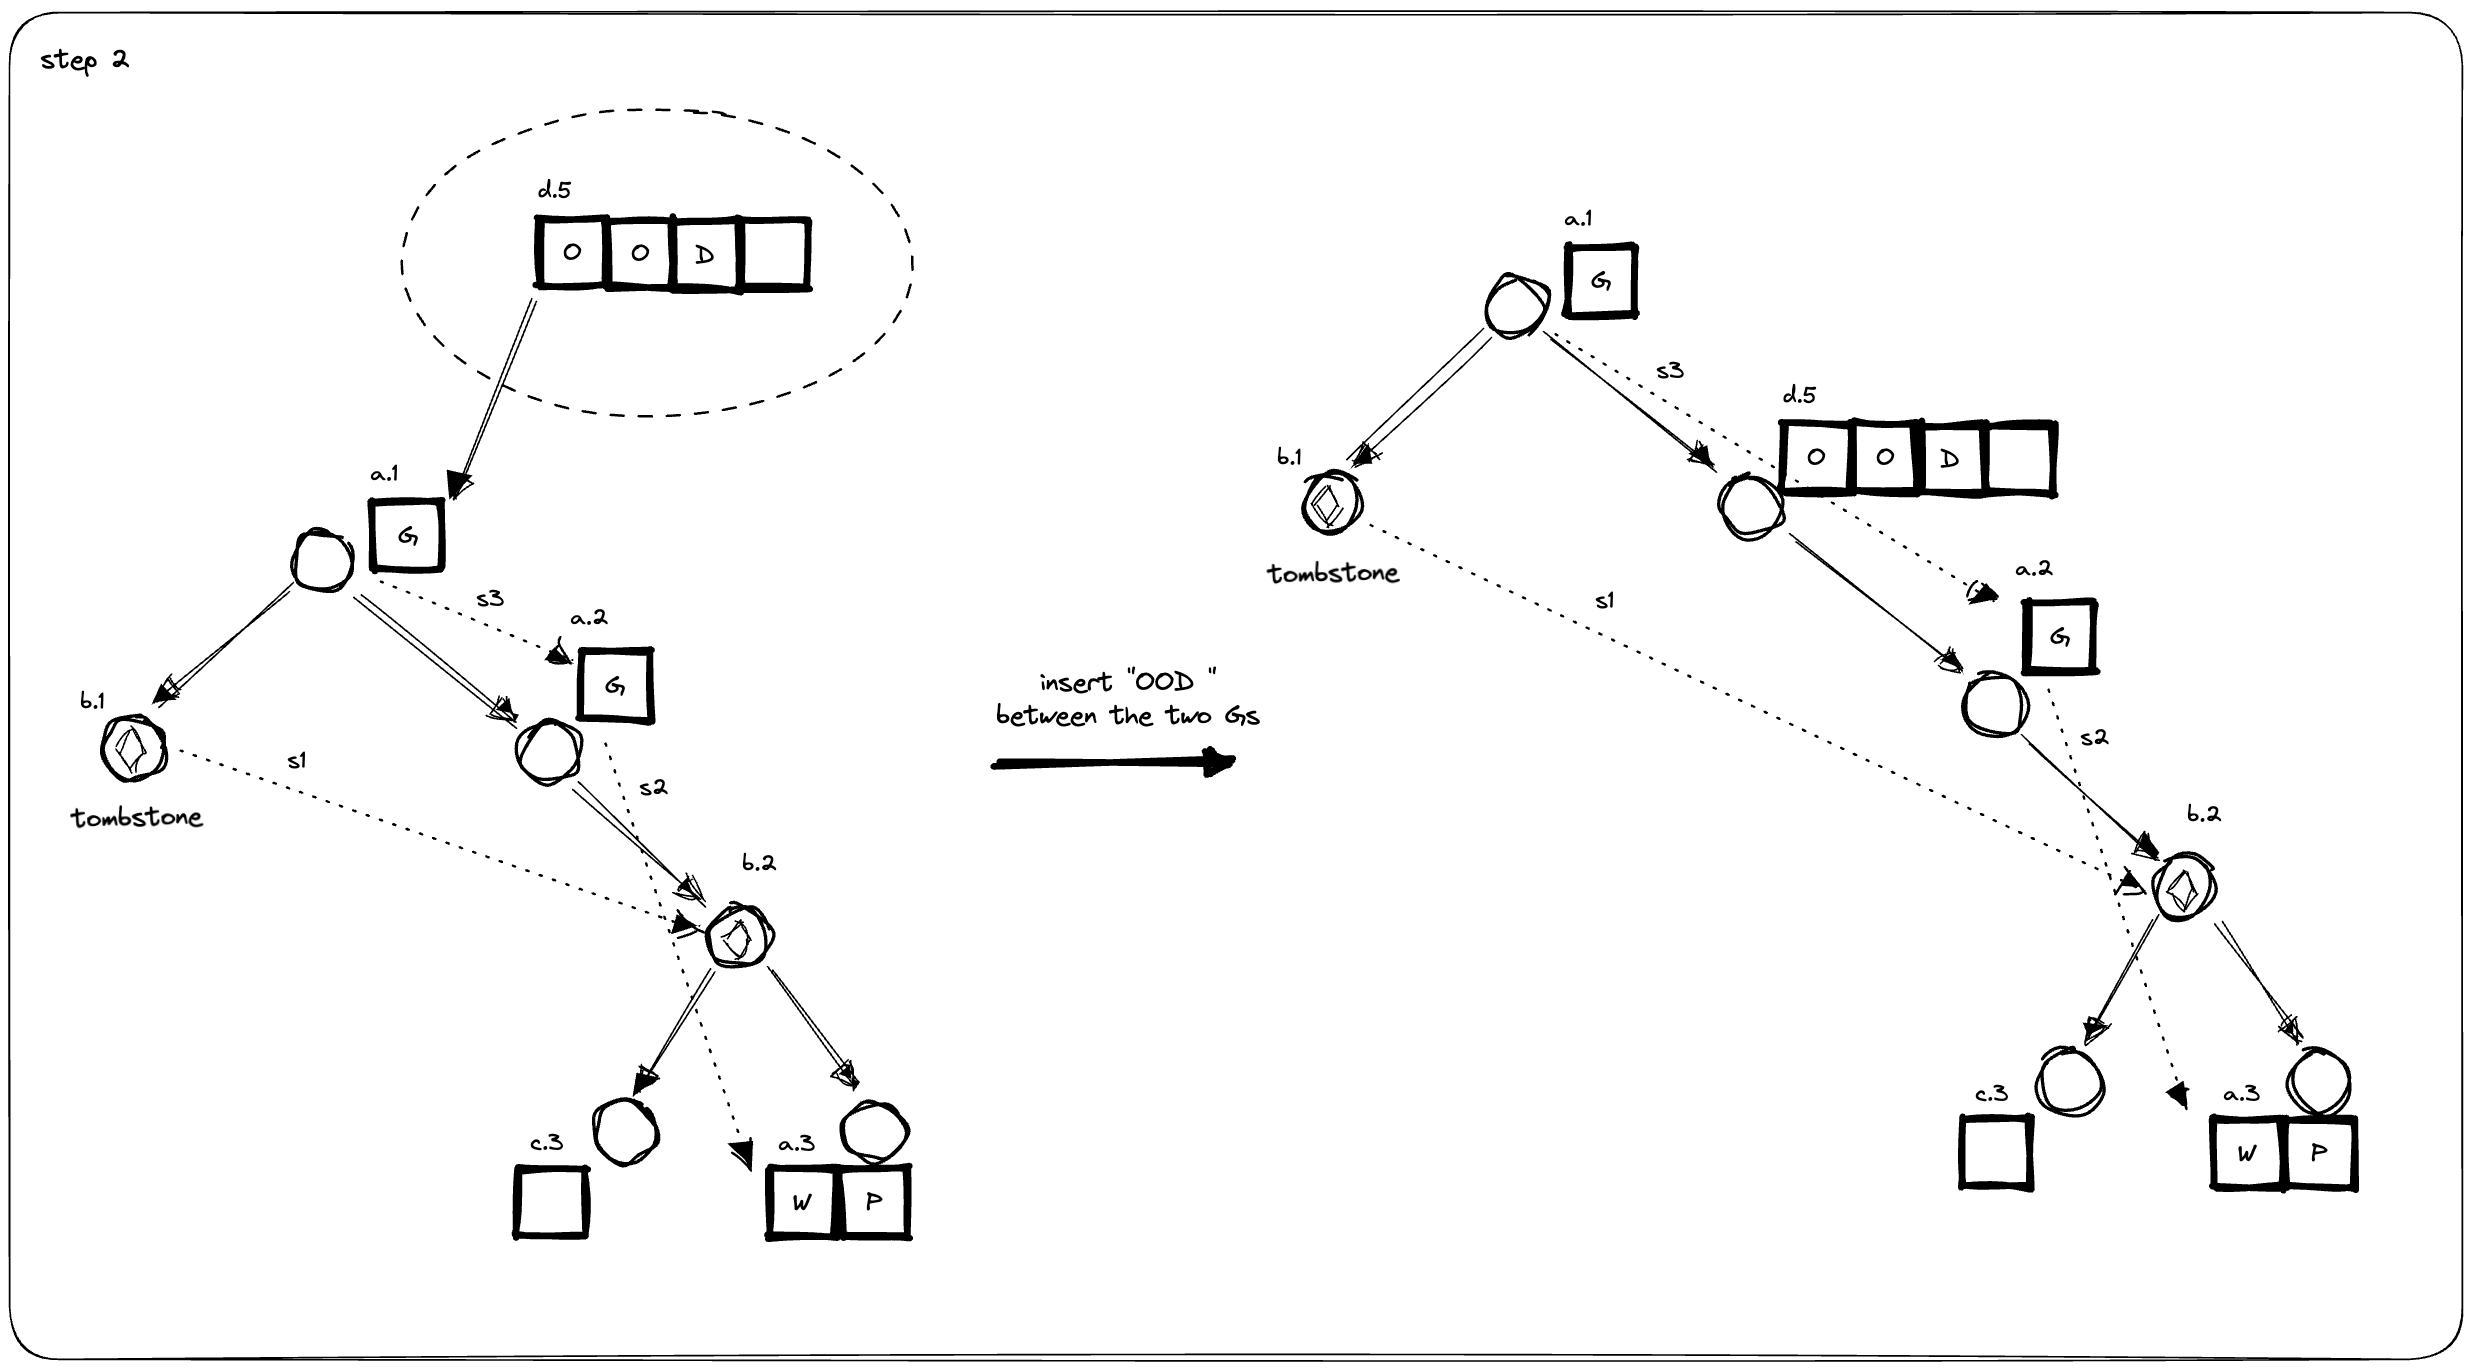 step 2
d.5
O O D
a.1
G
s3
a.2
G
b.1
tombstone
s1
s2
b.2
c.3
a.3
W P
insert "OOD "
between the two Gs
a.1
G
s3
d.5
O O D
b.1
tombstone
s1
a.2
G
s2
b.2
c.3
a.3
W P